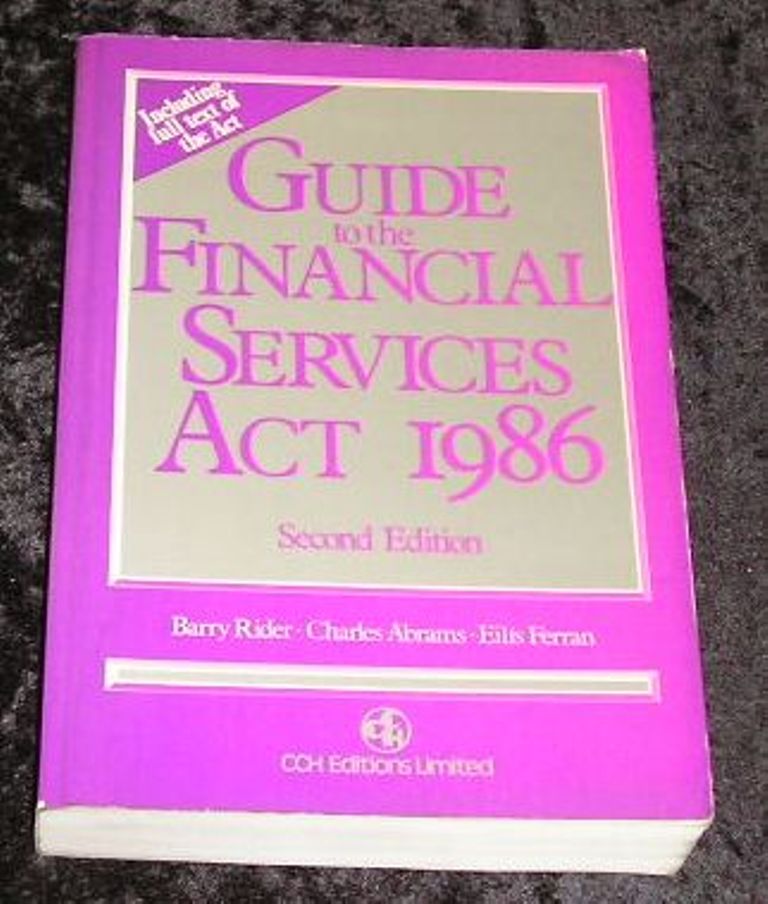 Including
full text of
the Act
GUIDE
to the
FINANCIAL
SERVICES
ACT 1986
Second Edition
Barry Rider · Charles Abrams · Eilís Ferran
CCH
CCH Editions Limited